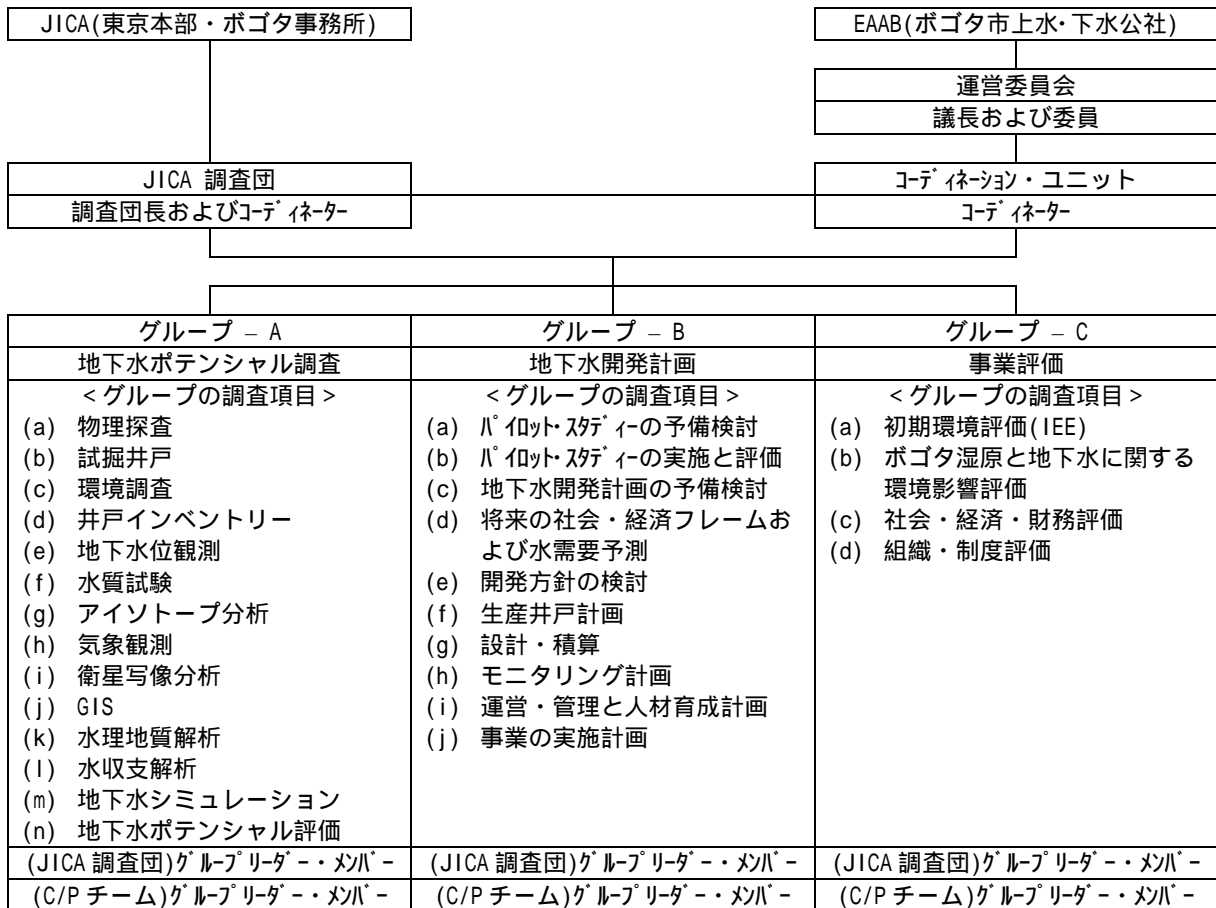 JICA(東京本部・ボゴタ事務所)
EAAB(ボゴタ市上水・下水公社)
運営委員会
議長および委員
JICA 調査団
調査団長およびｺｰﾃﾞｨﾈｰﾀｰ
ｺｰﾃﾞｨﾈｰｼｮﾝ・ユニット
ｺｰﾃﾞｨﾈｰﾀｰ
グループ – A
地下水ポテンシャル調査
<グループの調査項目>
(a) 物理探査
(b) 試掘井戸
(c) 環境調査
(d) 井戸インベントリー
(e) 地下水位観測
(f) 水質試験
(g) アイソトープ分析
(h) 気象観測
(i) 衛星写像分析
(j) GIS
(k) 水理地質解析
(l) 水収支解析
(m) 地下水シミュレーション
(n) 地下水ポテンシャル評価
(JICA 調査団)ｸﾞﾙｰﾌﾟﾘｰﾀﾞｰ・ﾒﾝﾊﾞｰ
(C/P チーム)ｸﾞﾙｰﾌﾟﾘｰﾀﾞｰ・ﾒﾝﾊﾞｰ
グループ – B
地下水開発計画
<グループの調査項目>
(a) ﾊﾟｲﾛｯﾄ・ｽﾀﾃﾞｨｰの予備検討
(b) ﾊﾟｲﾛｯﾄ・ｽﾀﾃﾞｨｰの実施と評価
(c) 地下水開発計画の予備検討
(d) 将来の社会・経済フレームお
よび水需要予測
(e) 開発方針の検討
(f) 生産井戸計画
(g) 設計・積算
(h) モニタリング計画
(i) 運営・管理と人材育成計画
(j) 事業の実施計画
(JICA 調査団)ｸﾞﾙｰﾌﾟﾘｰﾀﾞｰ・ﾒﾝﾊﾞｰ
(C/P チーム)ｸﾞﾙｰﾌﾟﾘｰﾀﾞｰ・ﾒﾝﾊﾞｰ
グループ – C
事業評価
<グループの調査項目>
(a) 初期環境評価(IEE)
(b) ボゴタ湿原と地下水に関する
環境影響評価
(c) 社会・経済・財務評価
(d) 組織・制度評価
(JICA 調査団)ｸﾞﾙｰﾌﾟﾘｰﾀﾞｰ・ﾒﾝﾊﾞｰ
(C/P チーム)ｸﾞﾙｰﾌﾟﾘｰﾀﾞｰ・ﾒﾝﾊﾞｰ